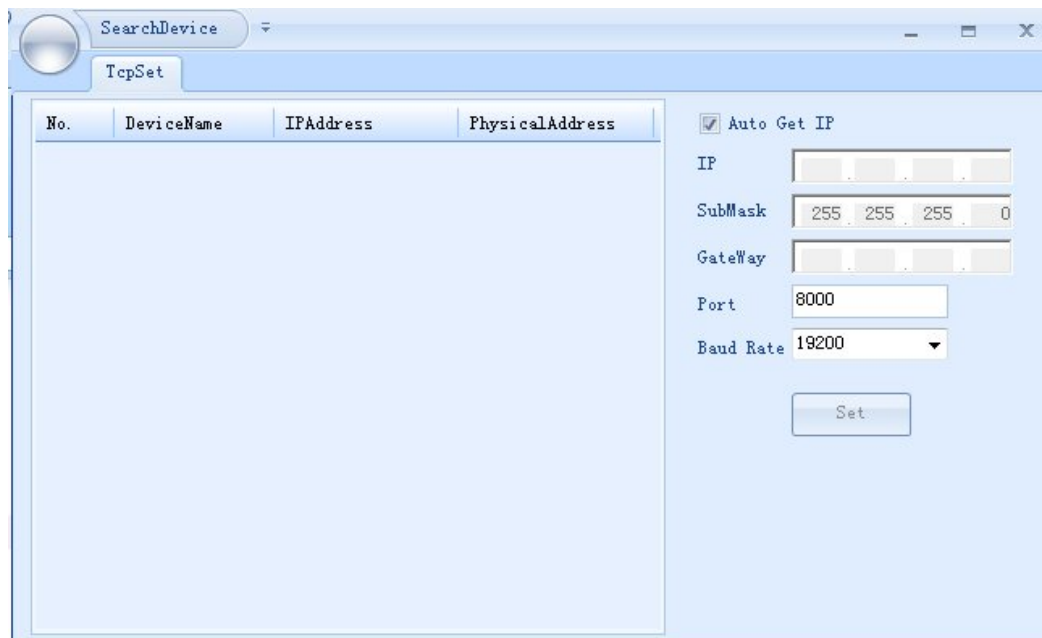 SearchDevice
TcpSet
No. DeviceName IPAddress PhysicalAddress
Auto Get IP
IP . . .
SubMask 255 . 255 . 255 . 0
GateWay . . .
Port 8000
Baud Rate 19200
Set